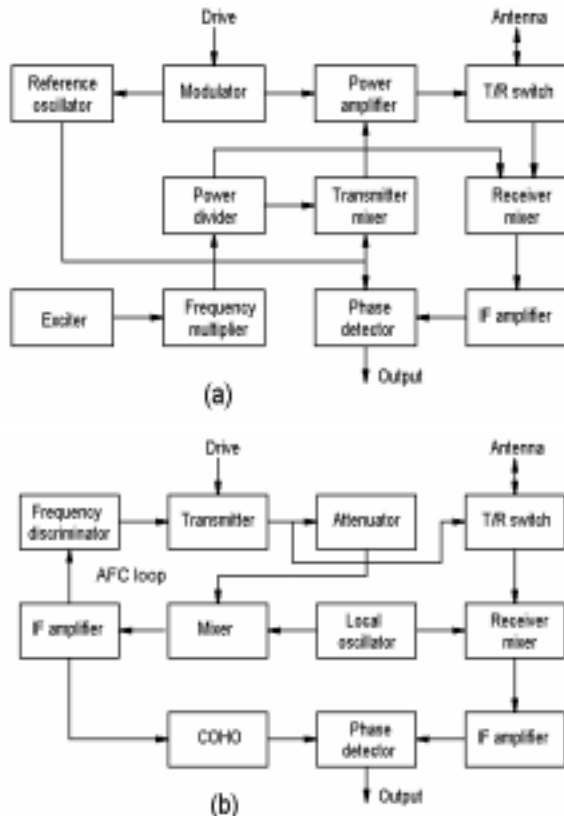 Drive
Antenna
Reference
oscillator
Modulator
Power
amplifier
T/R switch
Power
divider
Transmitter
mixer
Receiver
mixer
Exciter
Frequency
multiplier
Phase
detector
IF amplifier
Output
(a)
Drive
Antenna
Frequency
discriminator
Transmitter
Attenuator
T/R switch
AFC loop
IF amplifier
Mixer
Local
oscillator
Receiver
mixer
COHO
Phase
detector
IF amplifier
Output
(b)